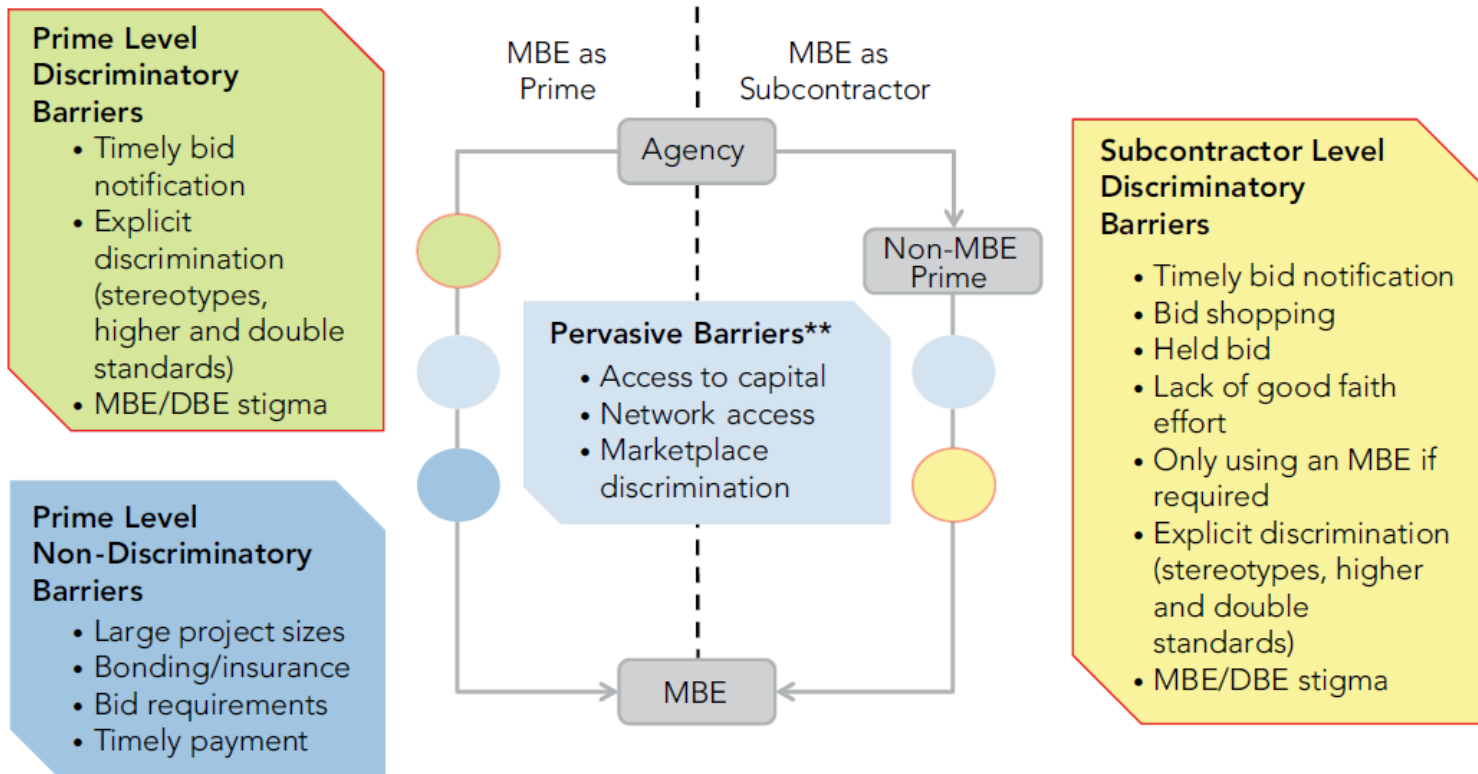 Prime Level
Discriminatory
Barriers
• Timely bid
notification
• Explicit
discrimination
(stereotypes,
higher and double
standards)
• MBE/DBE stigma
Prime Level
Non-Discriminatory
Barriers
• Large project sizes
• Bonding/insurance
• Bid requirements
• Timely payment
MBE as
Prime
MBE as
Subcontractor
Agency
Non-MBE
Prime
Pervasive Barriers**
• Access to capital
• Network access
• Marketplace
discrimination
MBE
Subcontractor Level
Discriminatory
Barriers
• Timely bid notification
• Bid shopping
• Held bid
• Lack of good faith
effort
• Only using an MBE if
required
• Explicit discrimination
(stereotypes, higher
and double
standards)
• MBE/DBE stigma